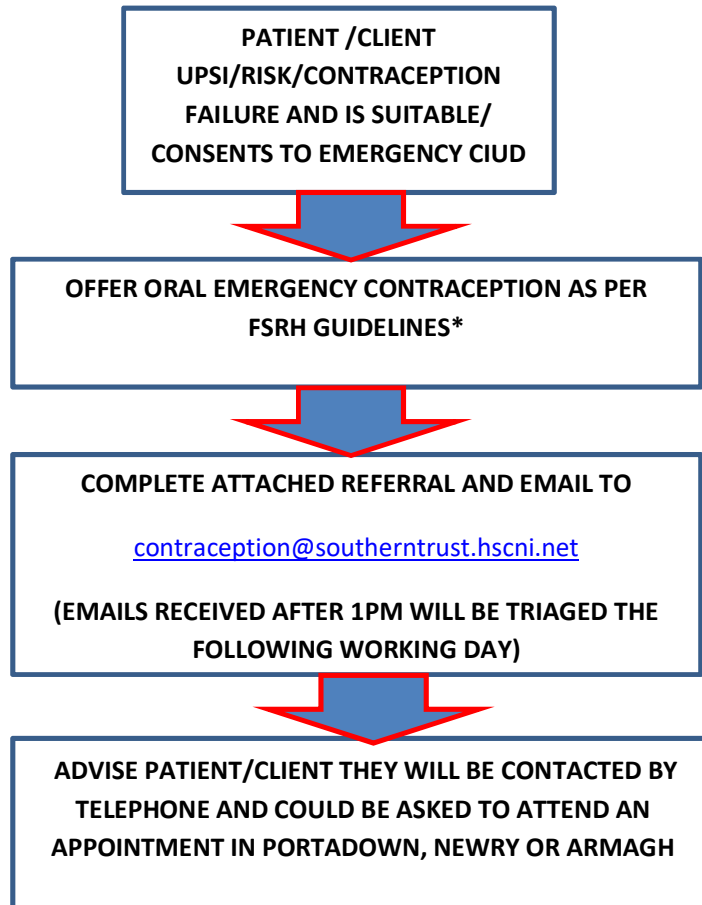 PATIENT /CLIENT
UPSI/RISK/CONTRACEPTION
FAILURE AND IS SUITABLE/
CONSENTS TO EMERGENCY CIUD
OFFER ORAL EMERGENCY CONTRACEPTION AS PER
FSRH GUIDELINES*
COMPLETE ATTACHED REFERRAL AND EMAIL TO
contraception@southerntrust.hscni.net
(EMAILS RECEIVED AFTER 1PM WILL BE TRIAGED THE
FOLLOWING WORKING DAY)
ADVISE PATIENT/CLIENT THEY WILL BE CONTACTED BY
TELEPHONE AND COULD BE ASKED TO ATTEND AN
APPOINTMENT IN PORTADOWN, NEWRY OR ARMAGH